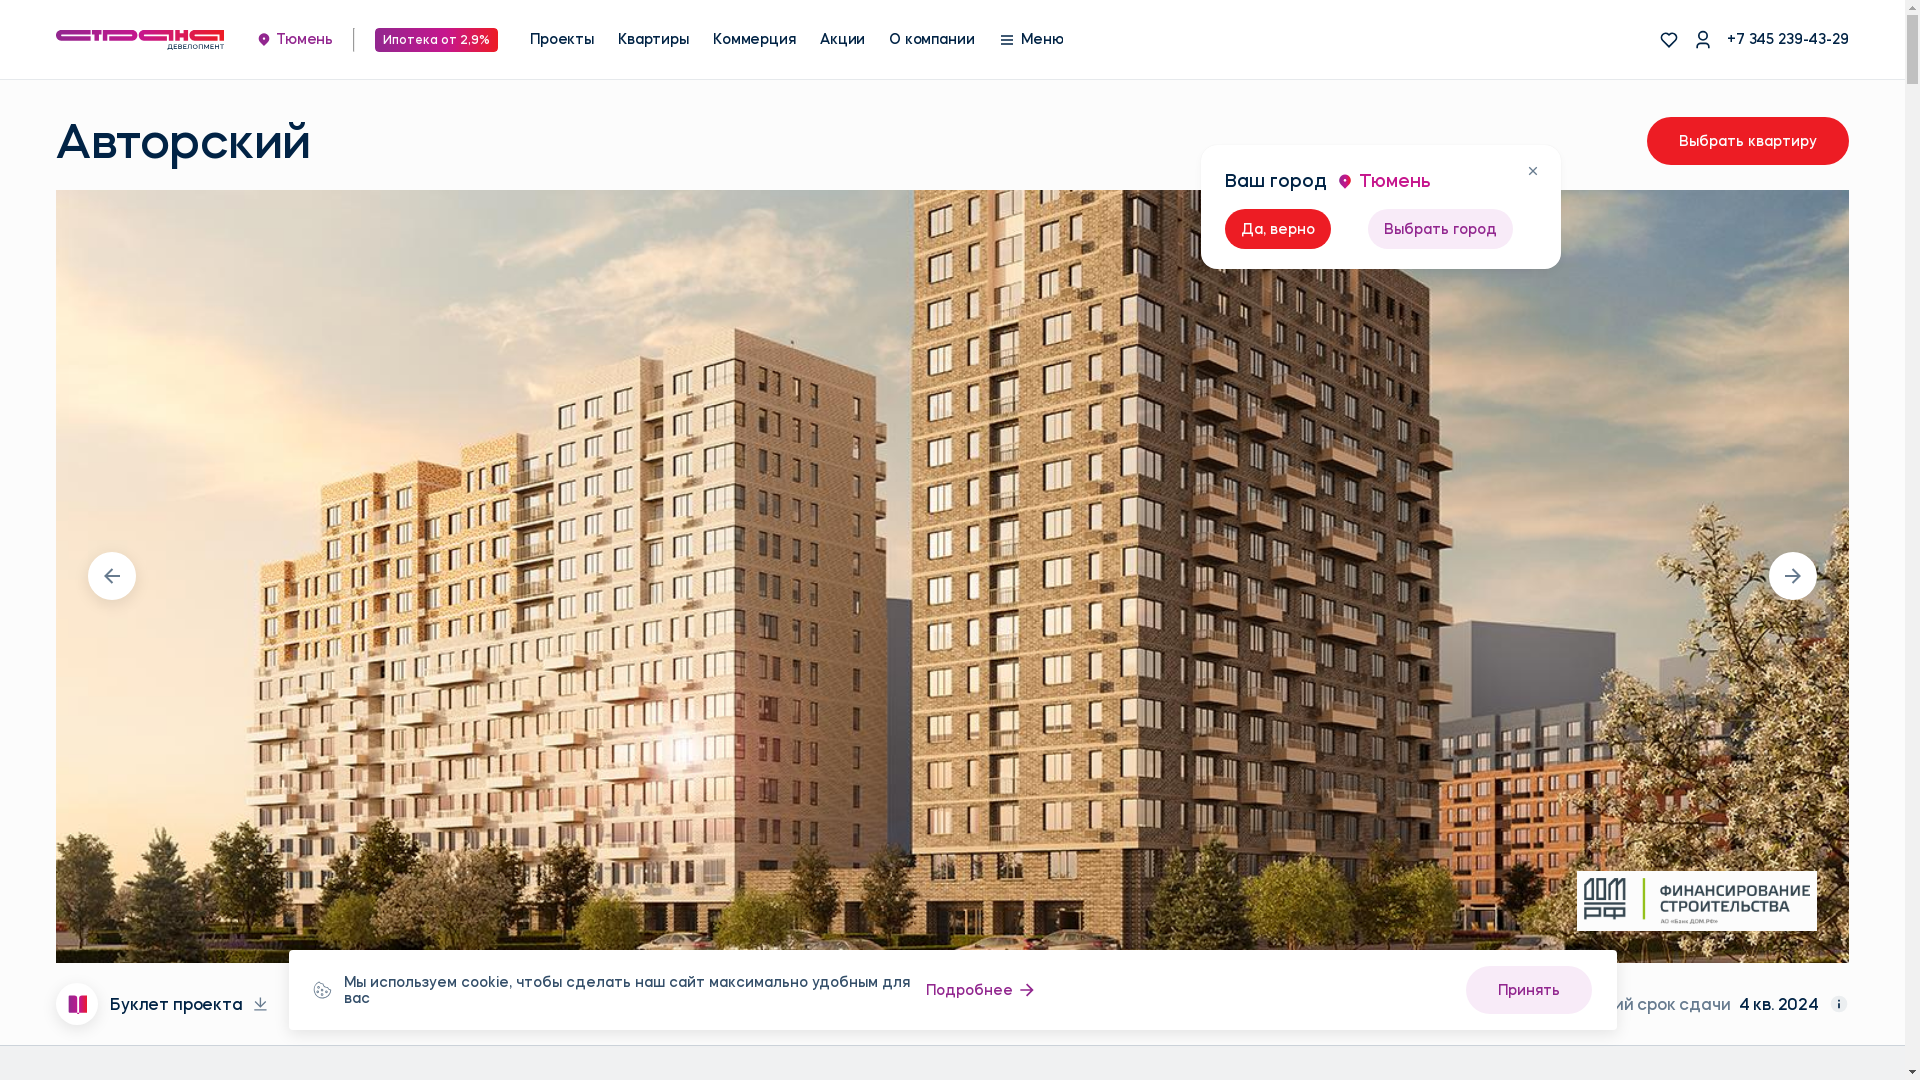 СТРАНА
ДЕВЕЛОПМЕНТ
Тюмень
Ипотека от 2,9%
Проекты
Квартиры
Коммерция
Акции
О компании
Меню
+7 345 239-43-29
Авторский
Выбрать квартиру
Ваш город
Тюмень
Да, верно
Выбрать город
ДОМ
РФ
ФИНАНСИРОВАНИЕ
СТРОИТЕЛЬСТВА
АО «Банк ДОМ.РФ»
Буклет проекта
Мы используем cookie, чтобы сделать наш сайт максимально удобным для
вас
Подробнее
Принять
ий срок сдачи
4 кв. 2024